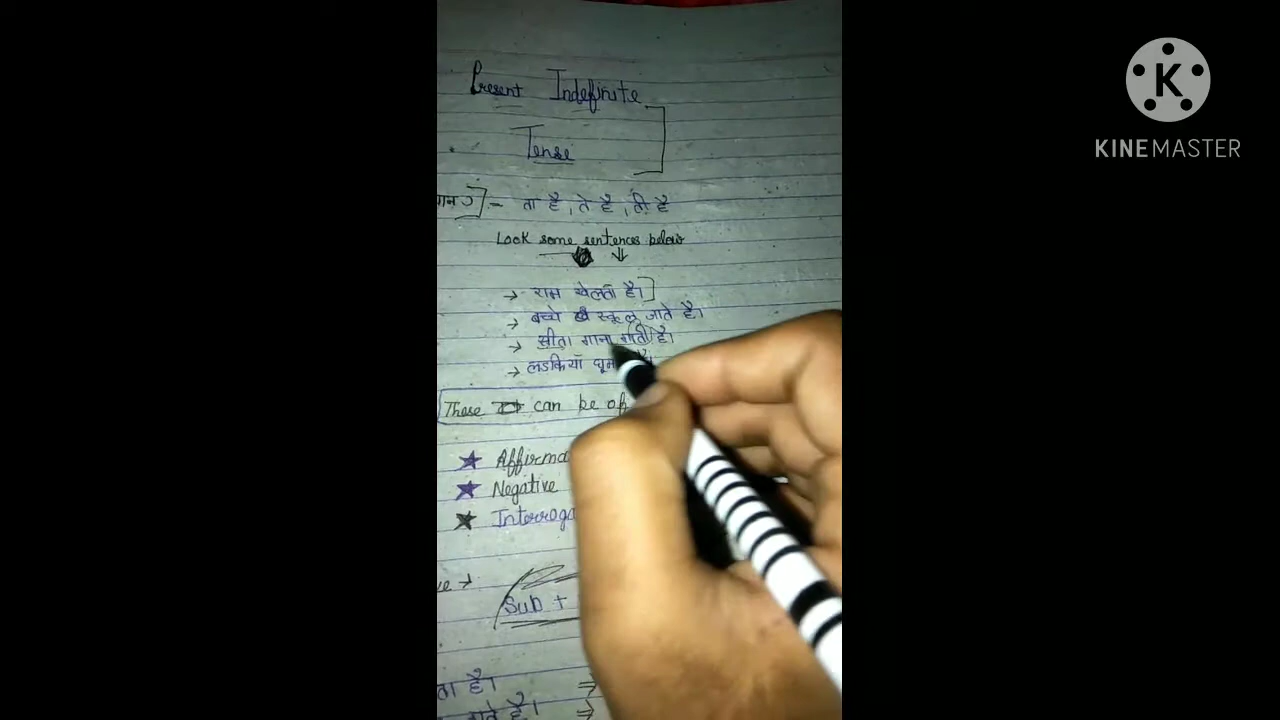 Present Indefinite
Tense
— ता है, ते है, ती है
Look some sentences below
→ राम खेलता है।
→ बच्चे स्कूल जाते है।
→ सीता गाना गाती है।
→ लडकियाँ
These can be of
★ Affirma
★ Negative
★ Interroga
Sub +
ता है।
ते है।
K
KINEMASTER